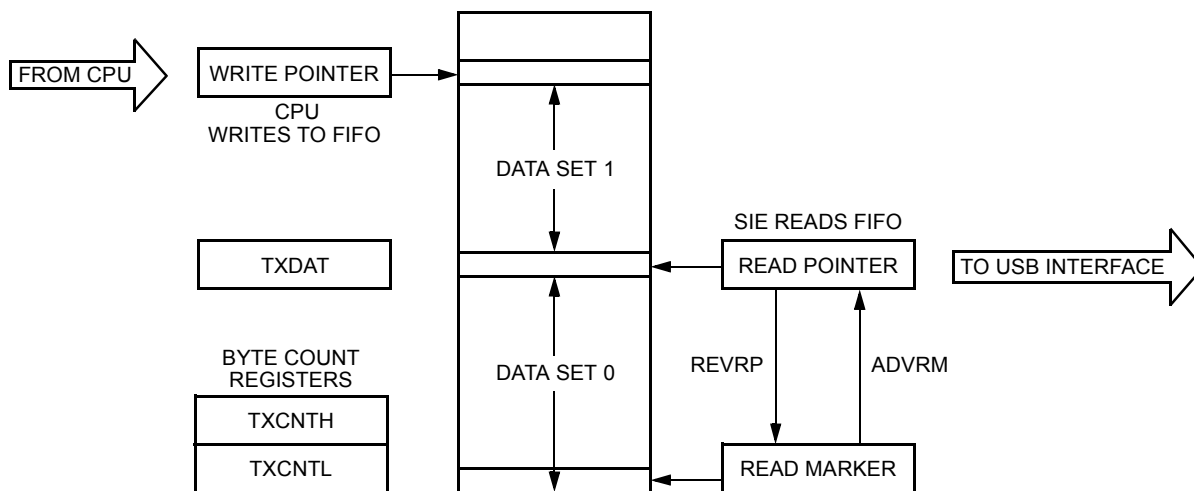 FROM CPU
WRITE POINTER
CPU
WRITES TO FIFO
DATA SET 1
SIE READS FIFO
TXDAT
READ POINTER
TO USB INTERFACE
BYTE COUNT
REGISTERS
DATA SET 0
REVRP
ADVRM
TXCNTH
TXCNTL
READ MARKER